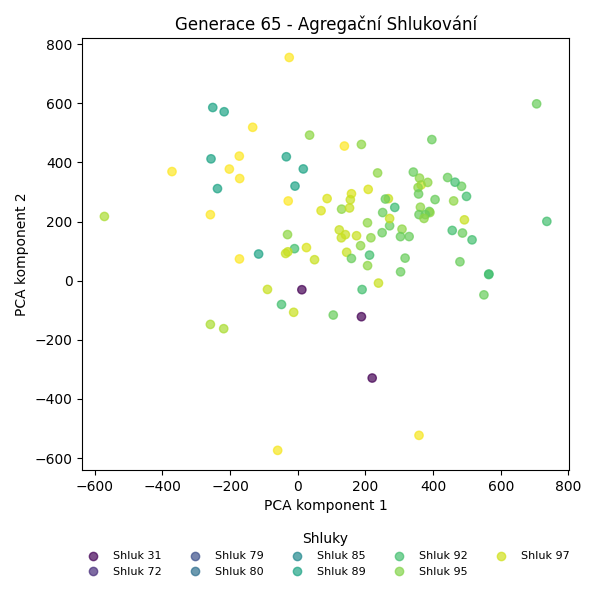 Generace 65 - Agregační Shlukování
800
600
400
200
0
−200
−400
−600
PCA komponent 2
−600
−400
−200
0
200
400
600
800
PCA komponent 1
Shluky
Shluk 31
Shluk 79
Shluk 85
Shluk 92
Shluk 97
Shluk 72
Shluk 80
Shluk 89
Shluk 95